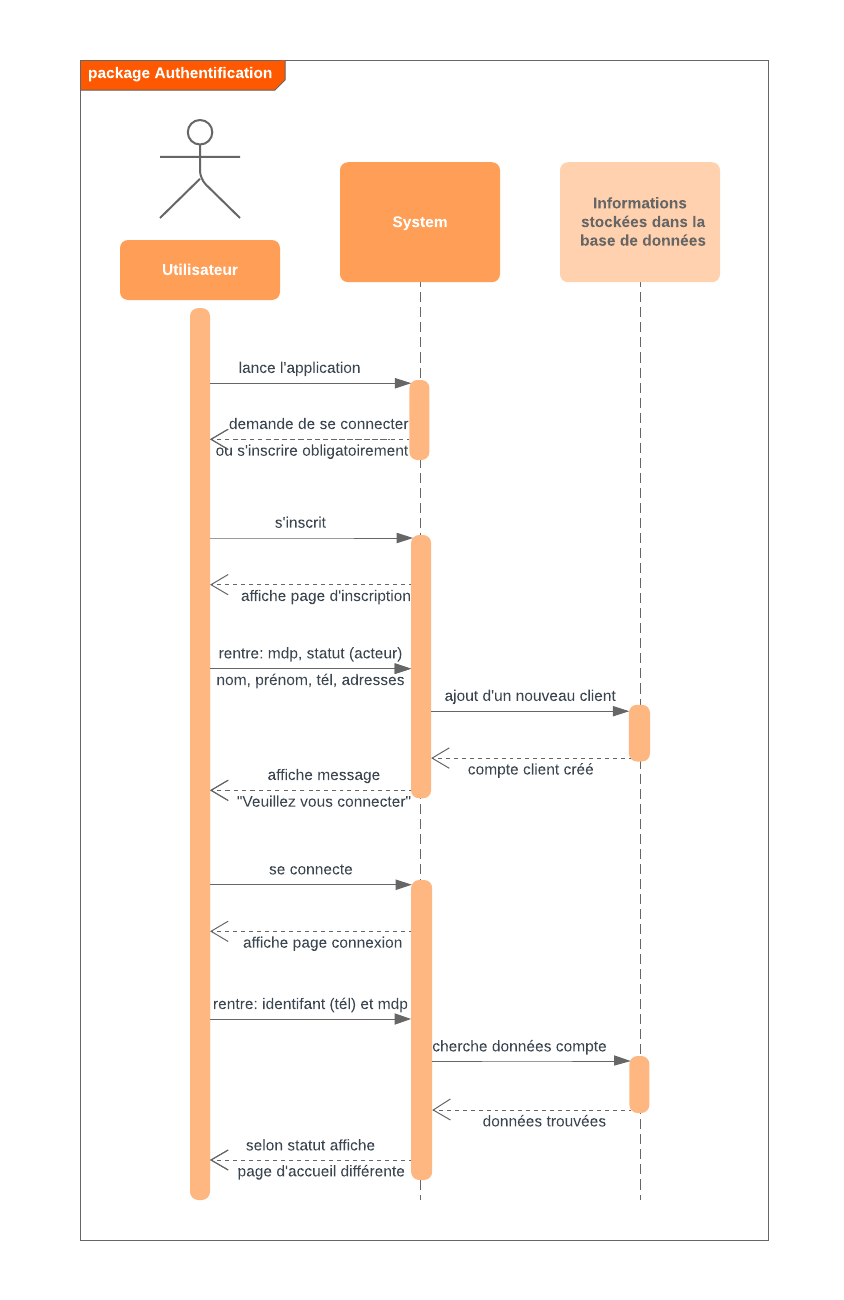 package Authentification
System
Informations
stockées dans la
base de données
Utilisateur
lance l'application
demande de se connecter
ou s'inscrire obligatoirement
s'inscrit
affiche page d'inscription
rentre: mdp, statut (acteur)
nom, prénom, tél, adresses
ajout d'un nouveau client
compte client créé
affiche message
"Veuillez vous connecter"
se connecte
affiche page connexion
rentre: identifant (tél) et mdp
cherche données compte
données trouvées
selon statut affiche
page d'accueil différente